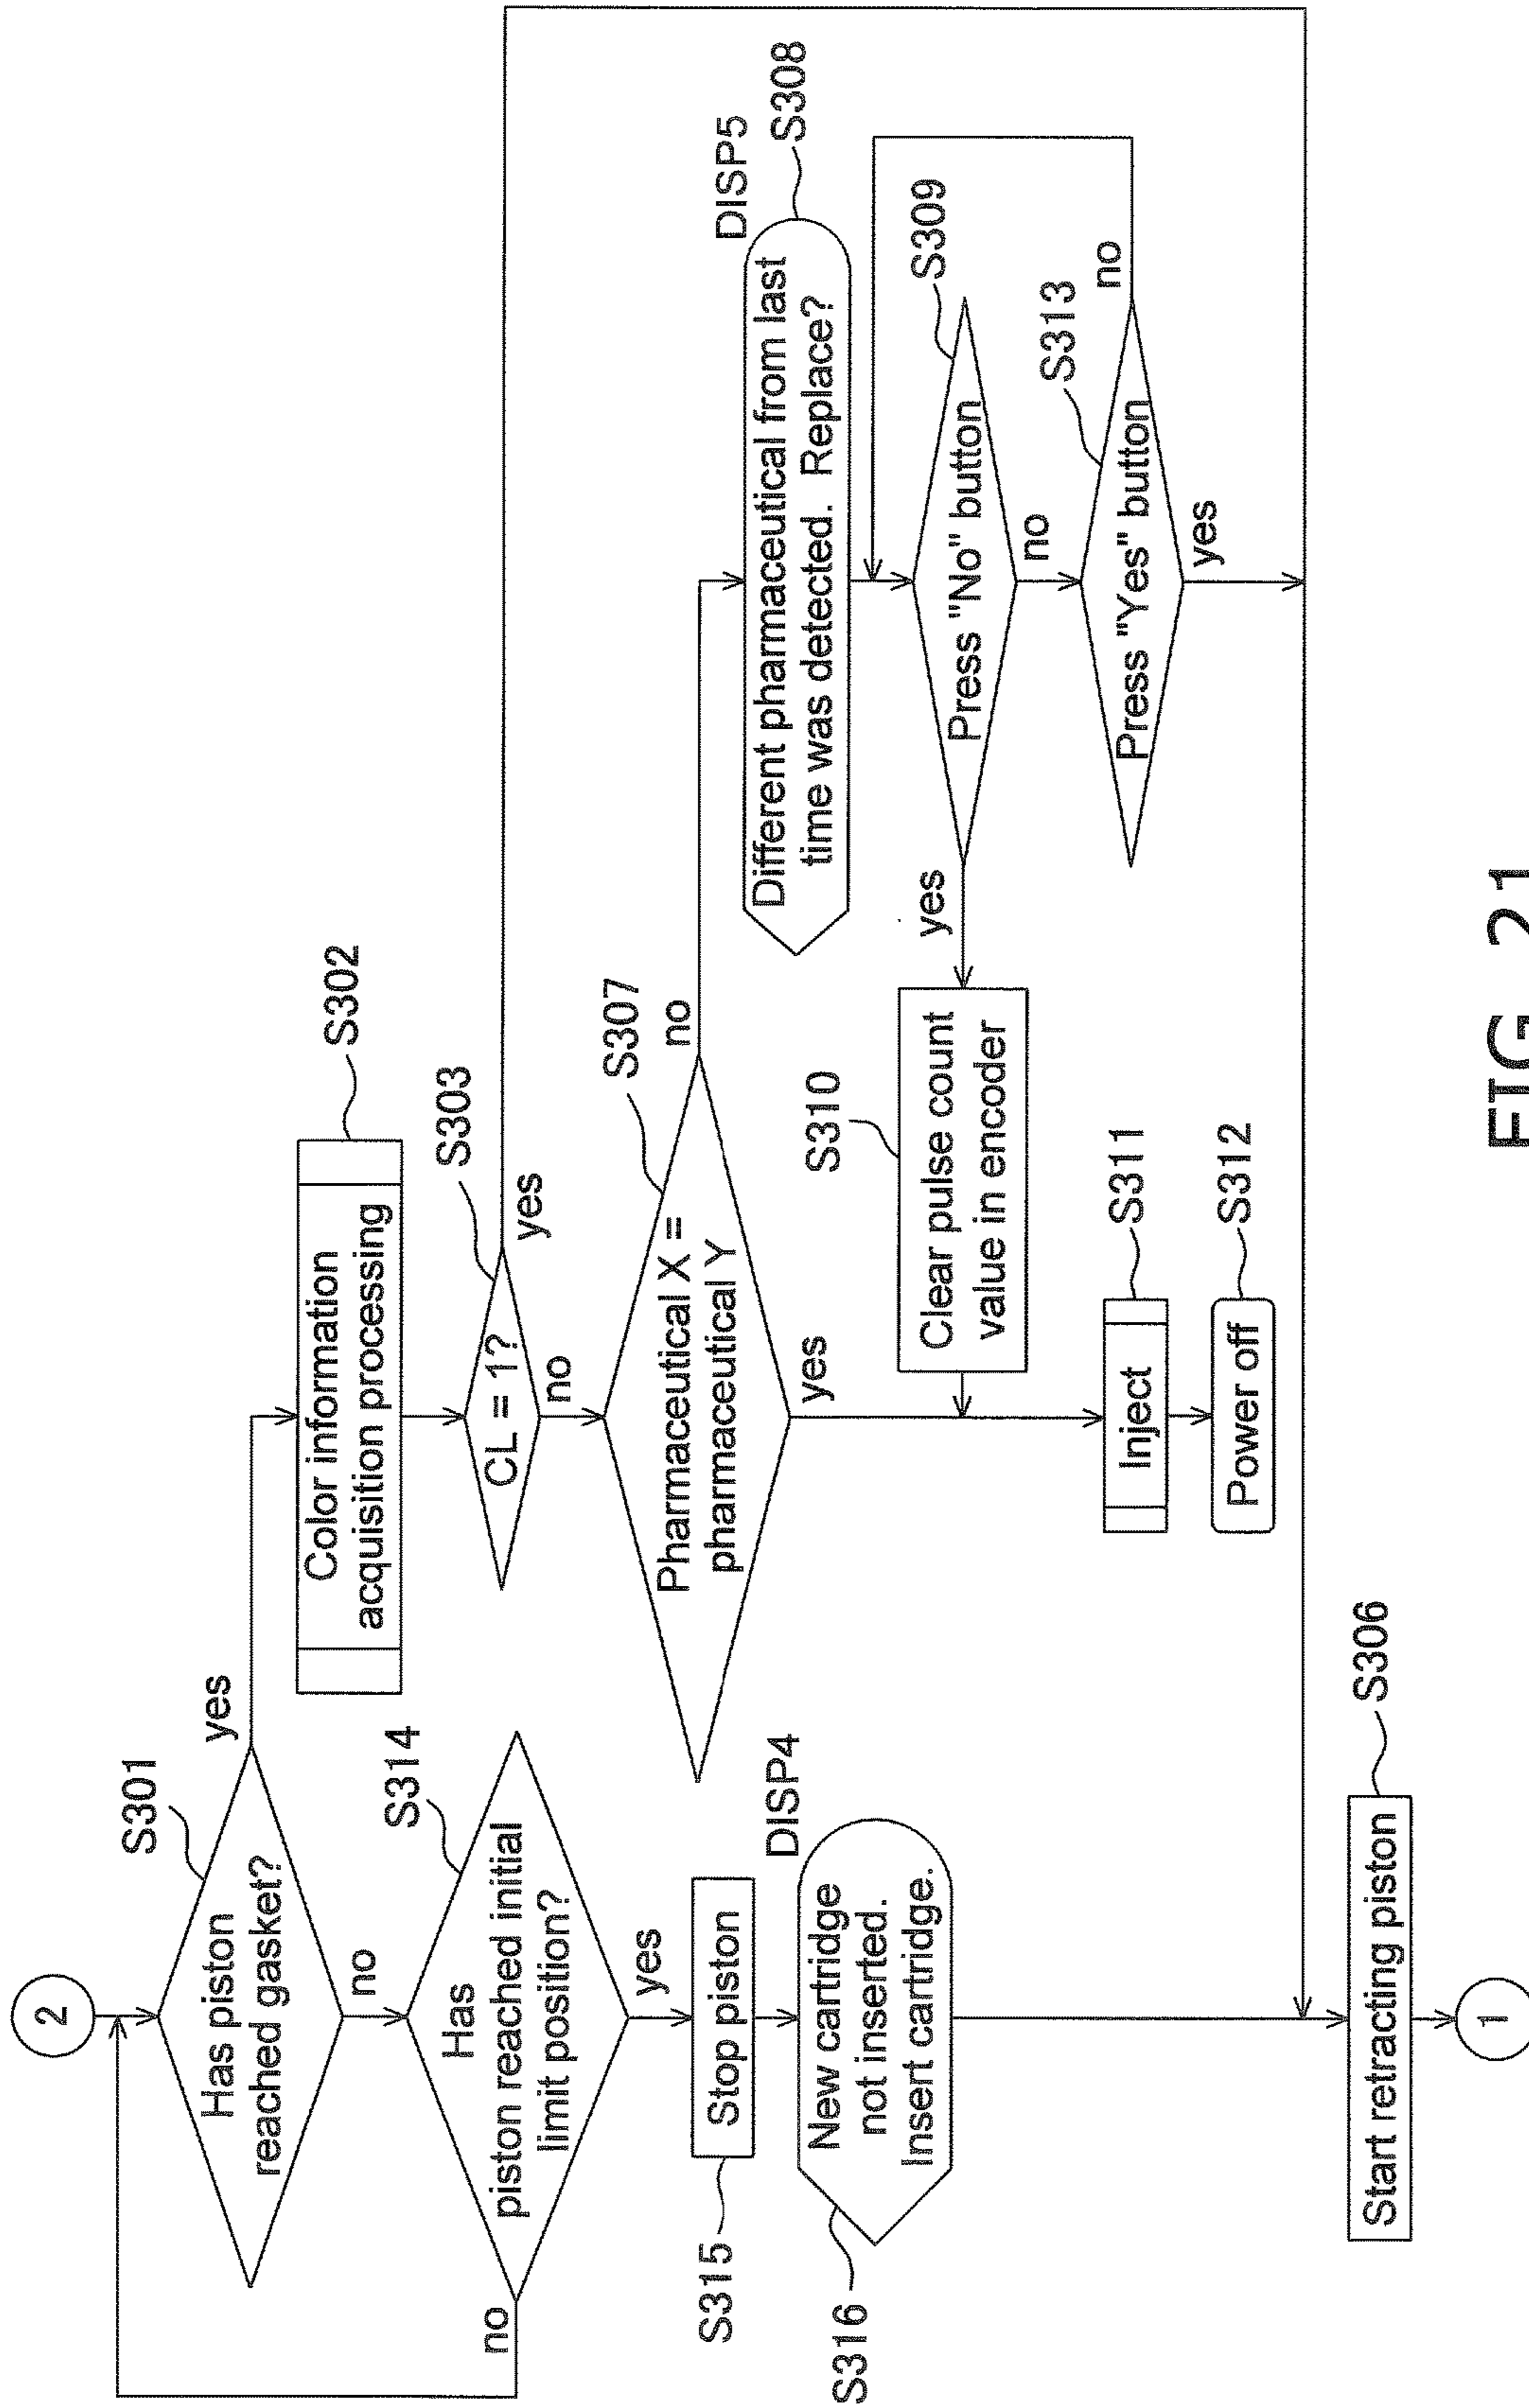 2
S301
Has piston
reached gasket?
yes
no
S314
Has
piston reached initial
limit position?
no
yes
S315
Stop piston
DISP4
S316
New cartridge
not inserted.
Insert cartridge.
S306
Start retracting piston
1
S302
Color information
acquisition processing
S303
CL = 1?
yes
no
S307
Pharmaceutical X =
pharmaceutical Y
no
yes
S310
Clear pulse count
value in encoder
S311
Inject
S312
Power off
DISP5
S308
Different pharmaceutical from last
time was detected. Replace?
S309
Press "No" button
yes
no
S313
Press "Yes" button
no
yes
FIG. 21